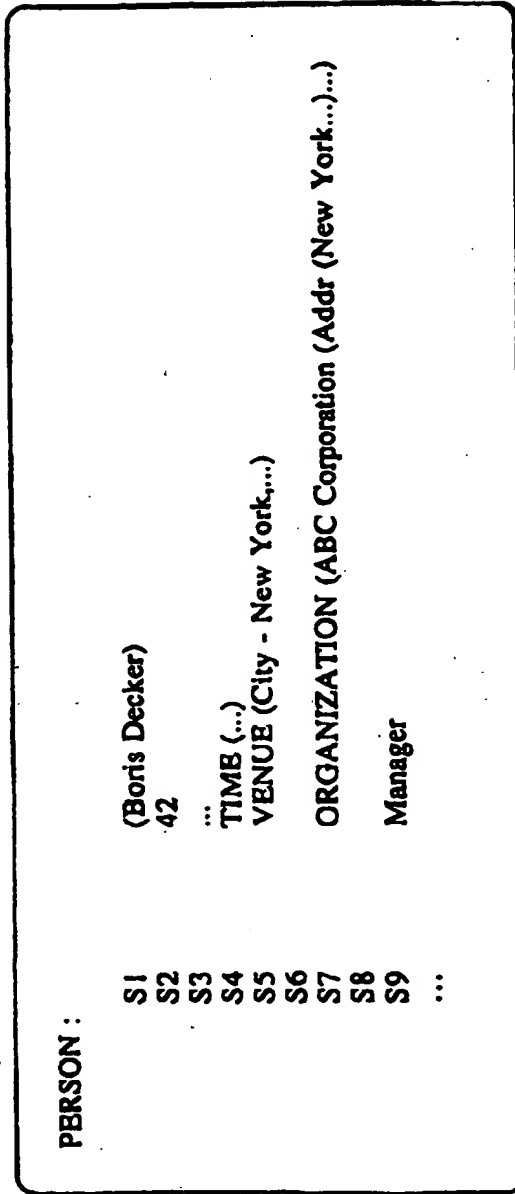 PERSON :
S1 (Boris Decker)
S2 42
S3 ...
S4 TIME (...)
S5 VENUE (City - New York,...)
S6
S7 ORGANIZATION (ABC Corporation (Addr (New York...)...)
S8
S9 Manager
...